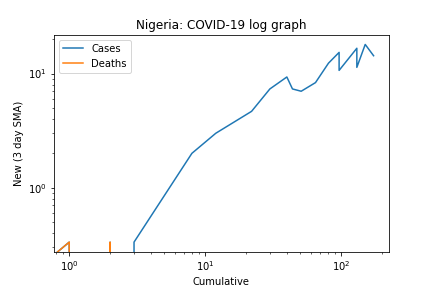 Nigeria: COVID-19 log graph
Cases
Deaths
New (3 day SMA)
10¹
10⁰
10⁰ 10¹ 10²
Cumulative